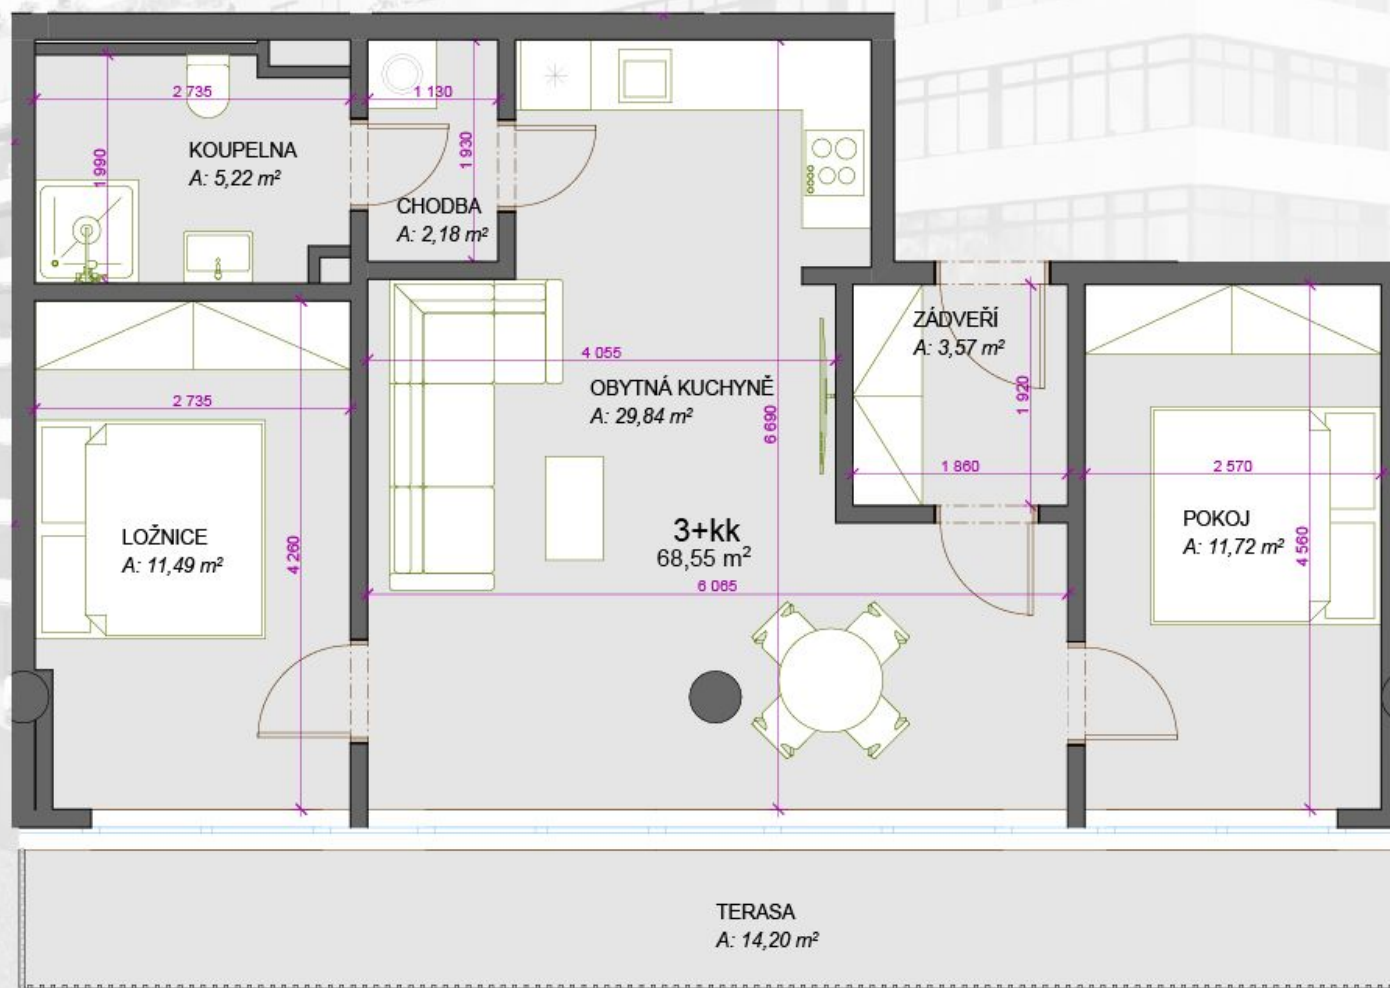 2 735
1 130
KOUPELNA
A: 5,22 m²
1 990
1 930
CHODBA
A: 2,18 m²
ZÁDVEŘÍ
A: 3,57 m²
4 055
OBYTNÁ KUCHYNĚ
A: 29,84 m²
2 735
6 690
1 920
1 860
2 570
LOŽNICE
A: 11,49 m²
4 260
3+kk
68,55 m²
6 065
POKOJ
A: 11,72 m²
4 560
TERASA
A: 14,20 m²